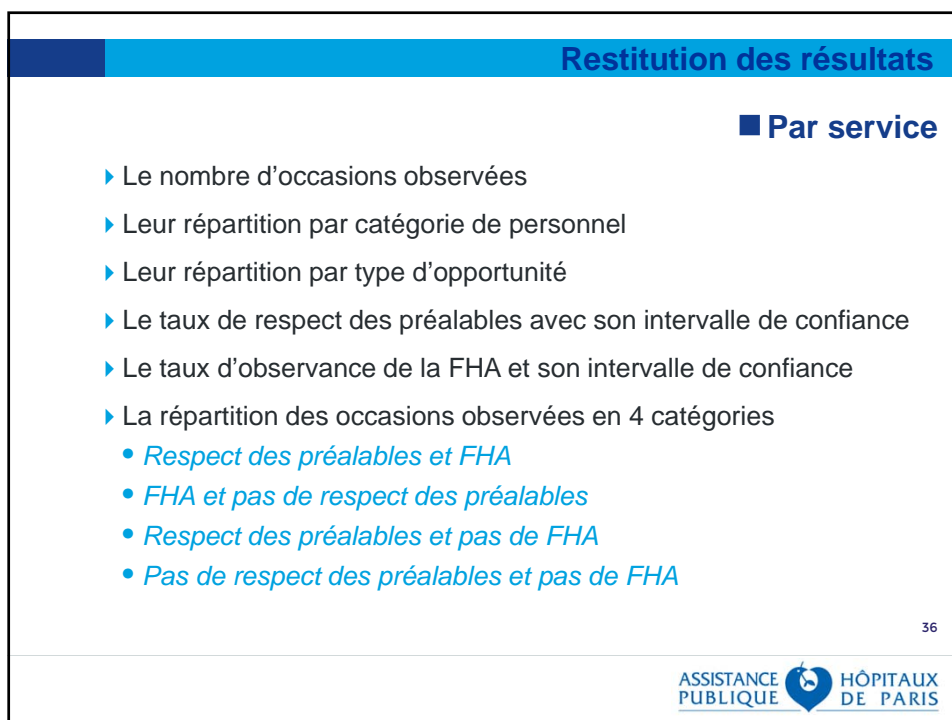 Restitution des résultats
Par service
Le nombre d’occasions observées
Leur répartition par catégorie de personnel
Leur répartition par type d’opportunité
Le taux de respect des préalables avec son intervalle de confiance
Le taux d’observance de la FHA et son intervalle de confiance
La répartition des occasions observées en 4 catégories
Respect des préalables et FHA
FHA et pas de respect des préalables
Respect des préalables et pas de FHA
Pas de respect des préalables et pas de FHA
36
ASSISTANCE HÔPITAUX
PUBLIQUE DE PARIS